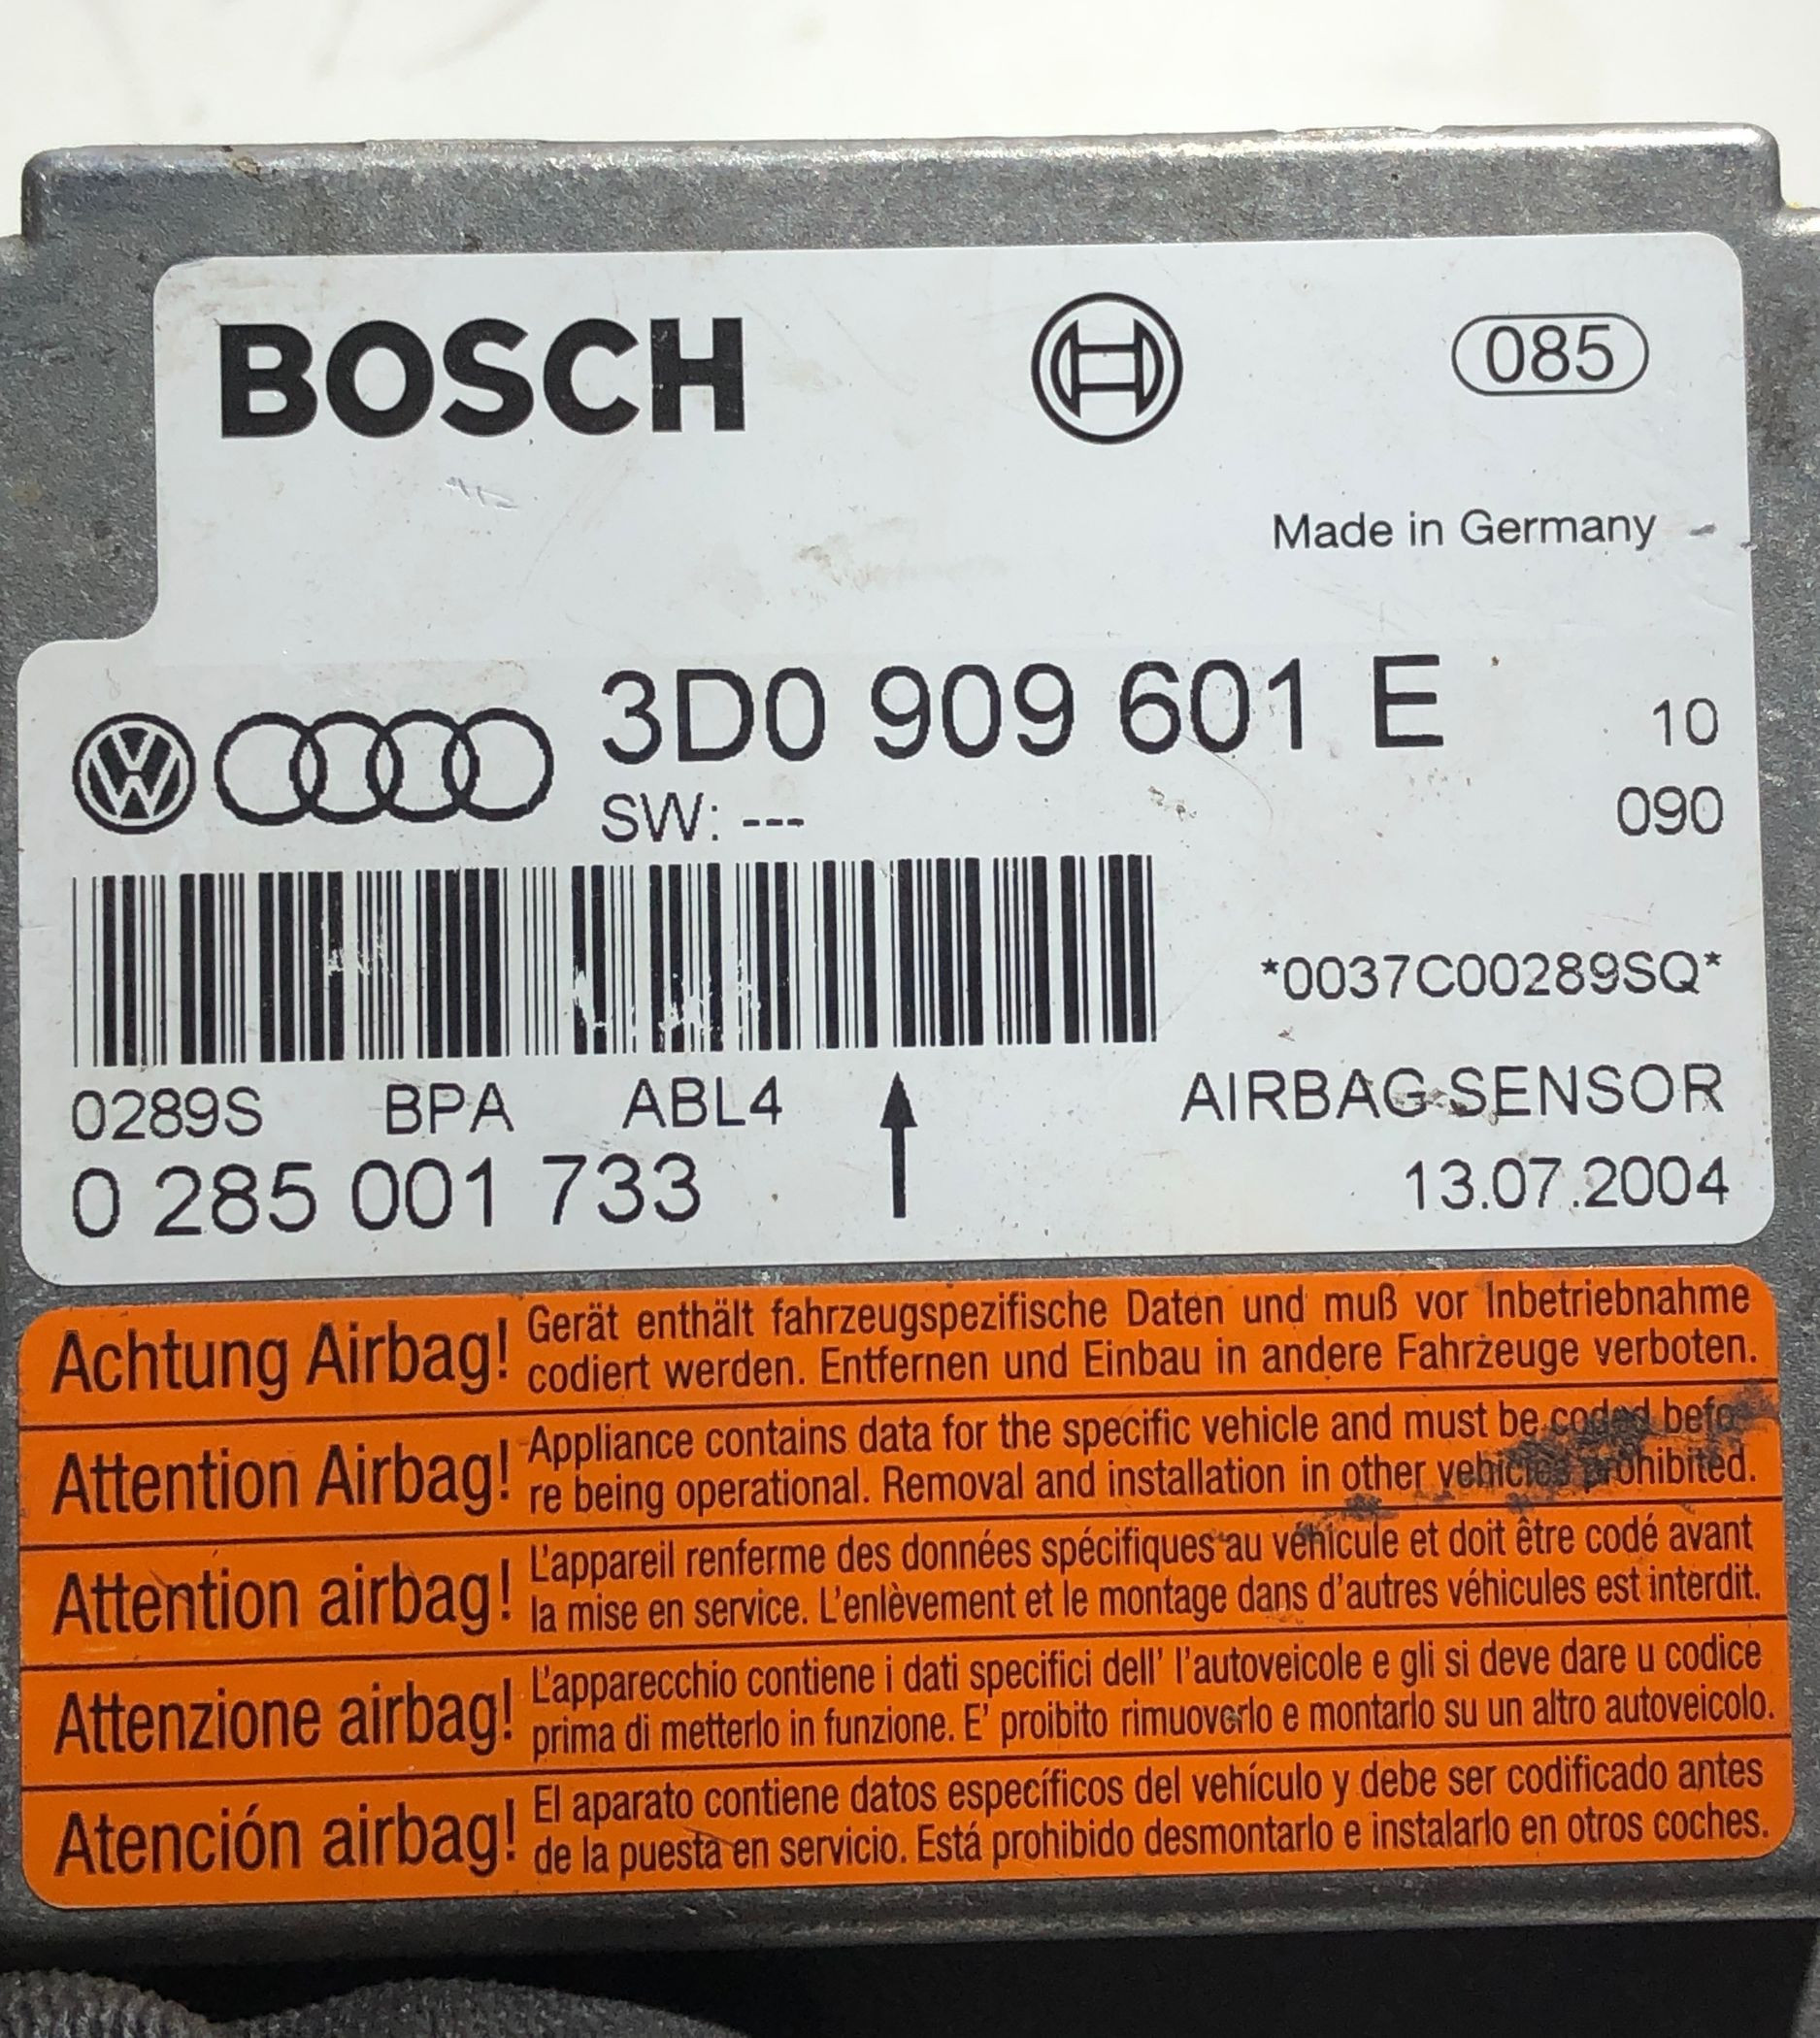 BOSCH
085
Made in Germany
3D0 909 601 E
10
SW: ---
090
*0037C00289SQ*
0289S BPA ABL4
AIRBAG SENSOR
0 285 001 733
13.07.2004
Achtung Airbag!
Gerät enthält fahrzeugspezifische Daten und muß vor Inbetriebnahme
codiert werden. Entfernen und Einbau in andere Fahrzeuge verboten.
Attention Airbag!
Appliance contains data for the specific vehicle and must be coded befo-
re being operational. Removal and installation in other vehicles prohibited.
Attention airbag!
L'appareil renferme des données spécifiques au véhicule et doit être codé avant
la mise en service. L'enlèvement et le montage dans d'autres véhicules est interdit.
Attenzione airbag!
L'apparecchio contiene i dati specifici dell' l'autoveicole e gli si deve dare u codice
prima di metterlo in funzione. E' proibito rimuoverlo e montarlo su un altro autoveicolo.
Atención airbag!
El aparato contiene datos específicos del vehículo y debe ser codificado antes
de la puesta en servicio. Está prohibido desmontarlo e instalarlo en otros coches.